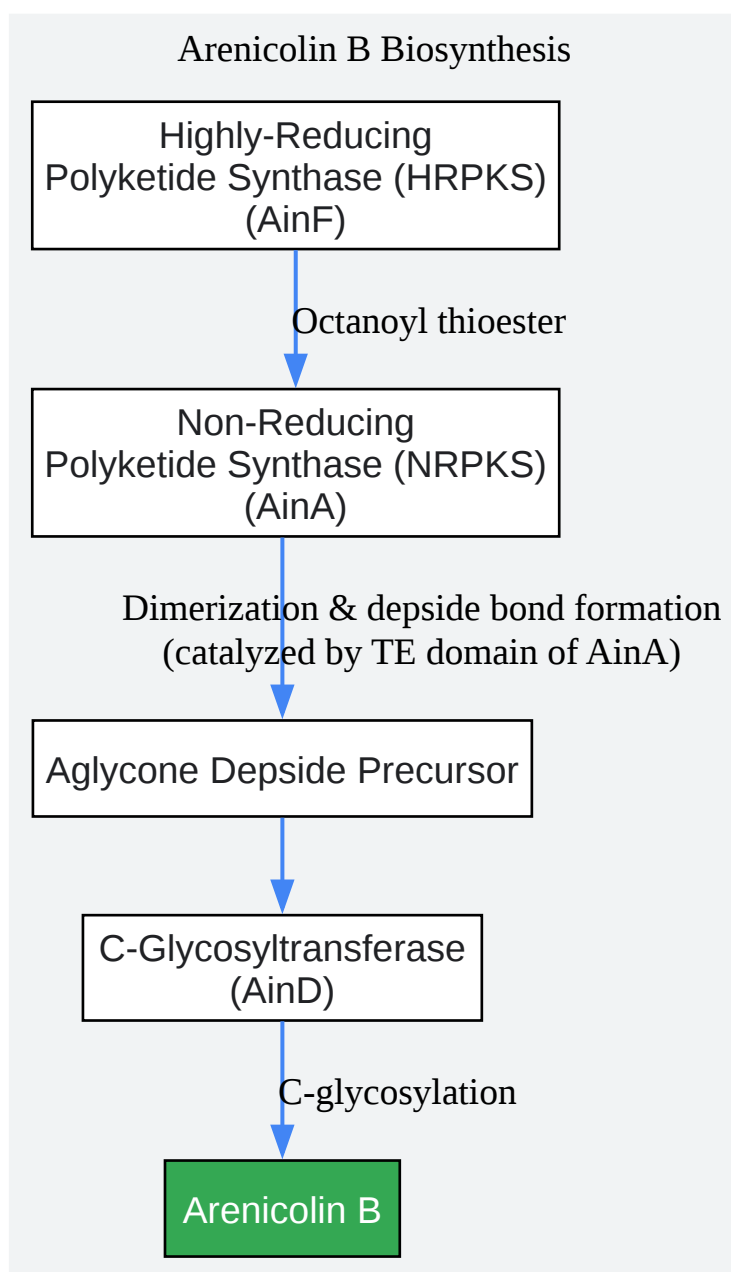 Arenicolin B Biosynthesis
Highly-Reducing
Polyketide Synthase (HRPKS)
(AinF)
Octanoyl thioester
Non-Reducing
Polyketide Synthase (NRPKS)
(AinA)
Dimerization & depside bond formation
(catalyzed by TE domain of AinA)
Aglycone Depside Precursor
C-Glycosyltransferase
(AinD)
C-glycosylation
Arenicolin B